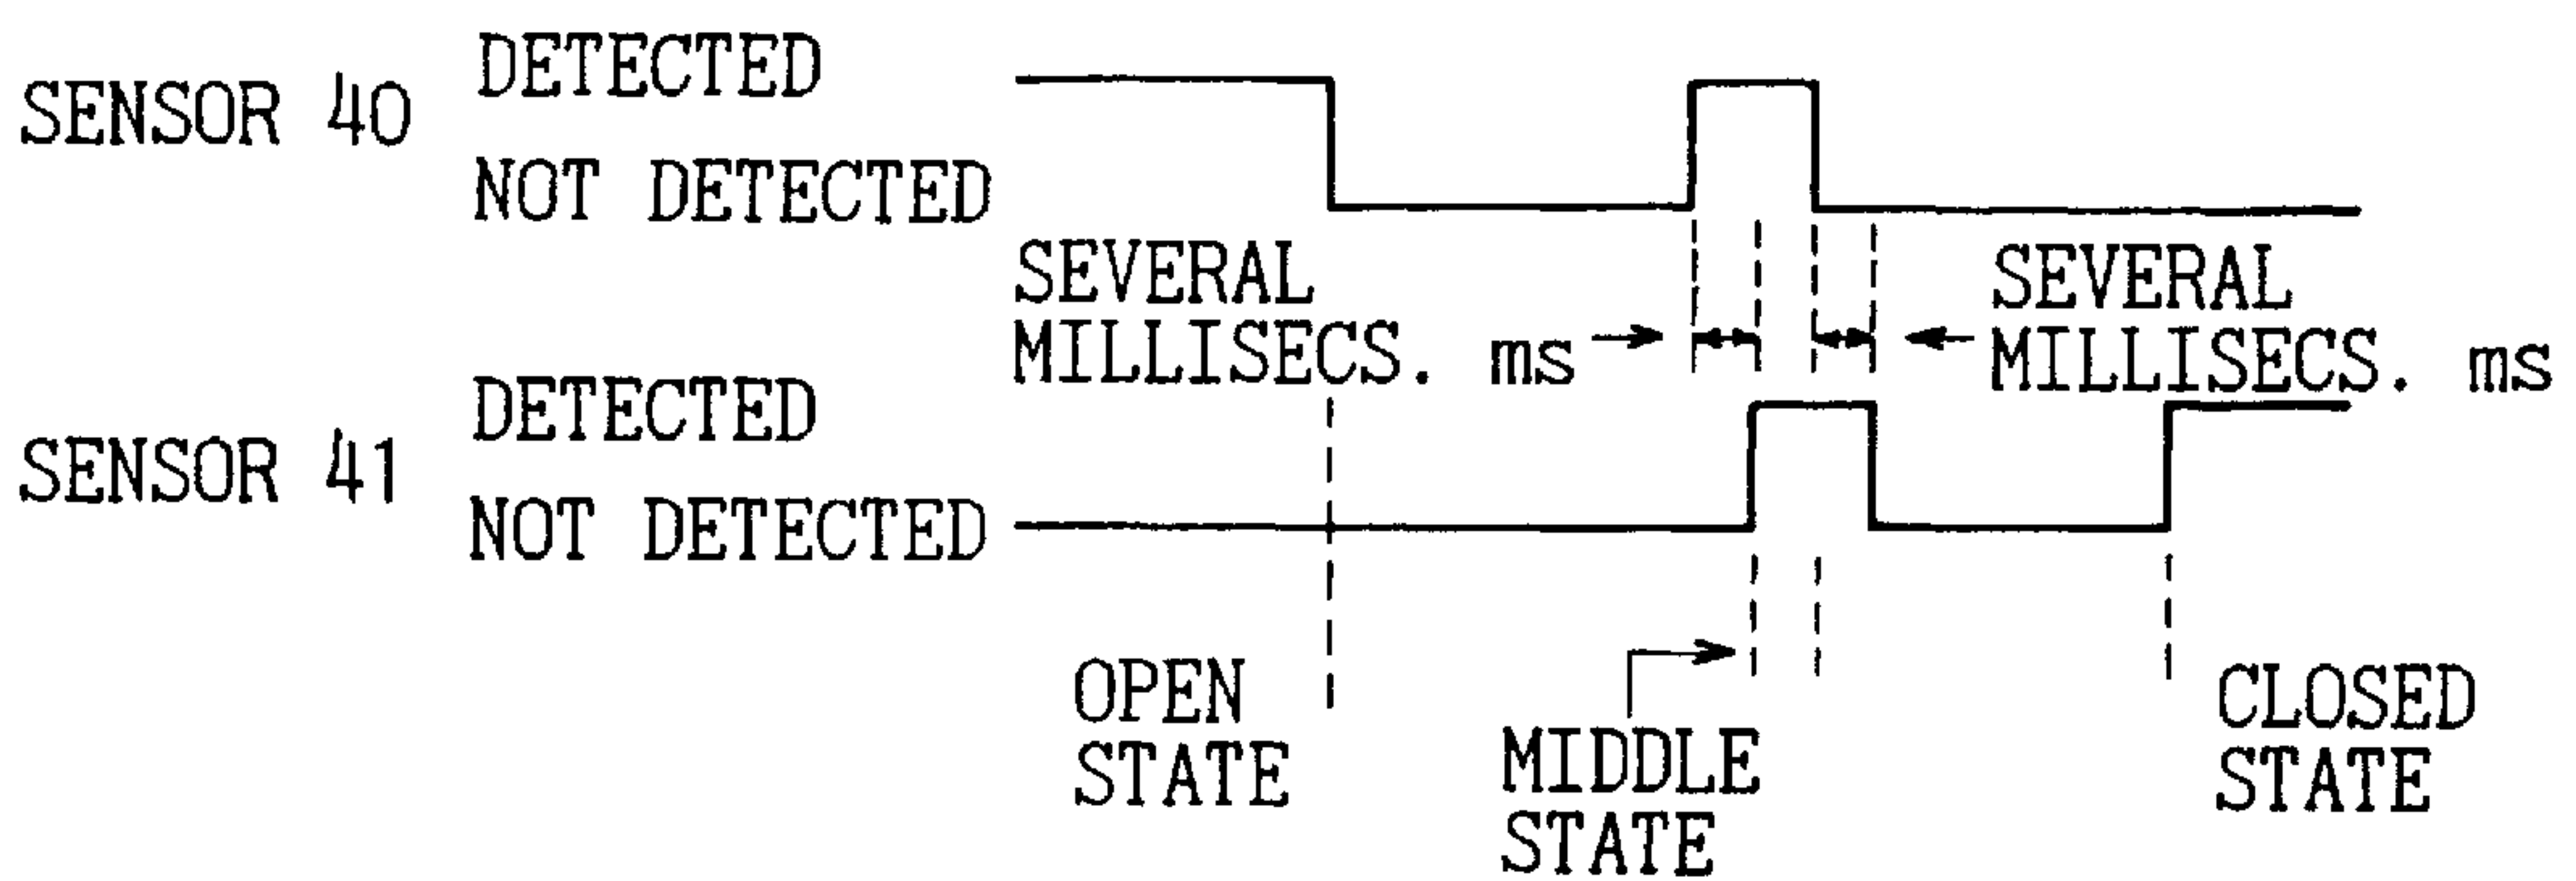 SENSOR 40
DETECTED
NOT DETECTED
SEVERAL
MILLISECS. ms
SEVERAL
MILLISECS. ms
SENSOR 41
DETECTED
NOT DETECTED
OPEN
STATE
MIDDLE
STATE
CLOSED
STATE